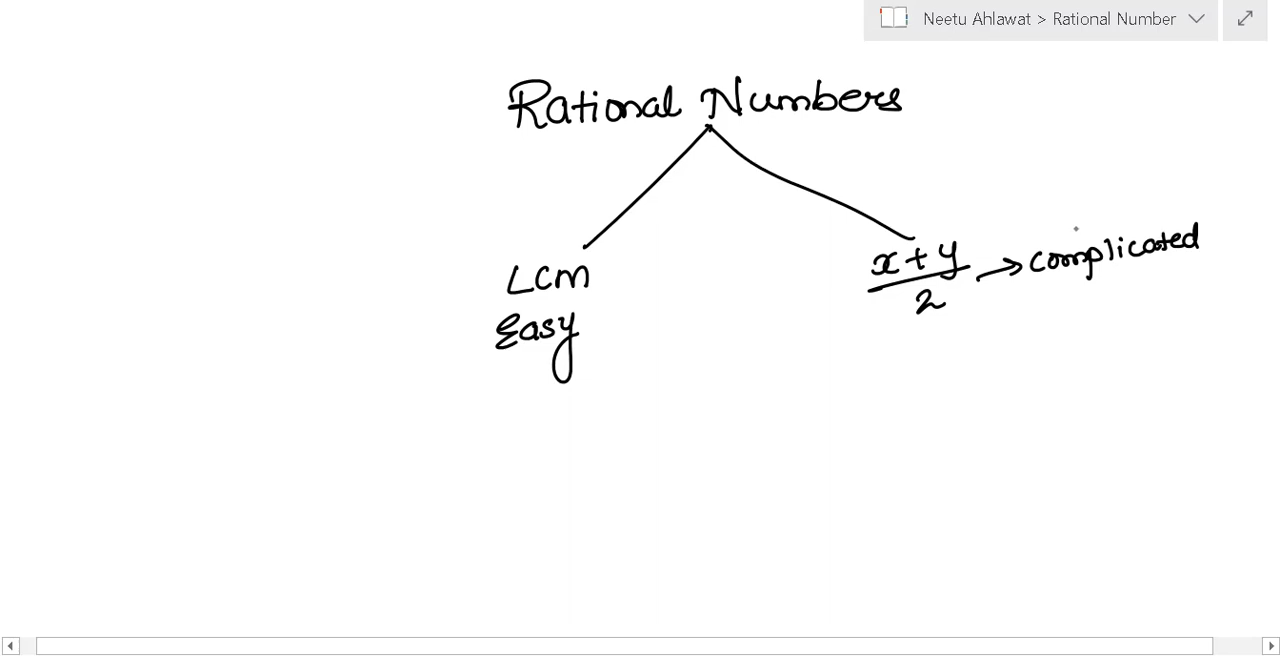 Neetu Ahlawat > Rational Number
Rational Numbers
LCM
Easy
x+y/2 → complicated